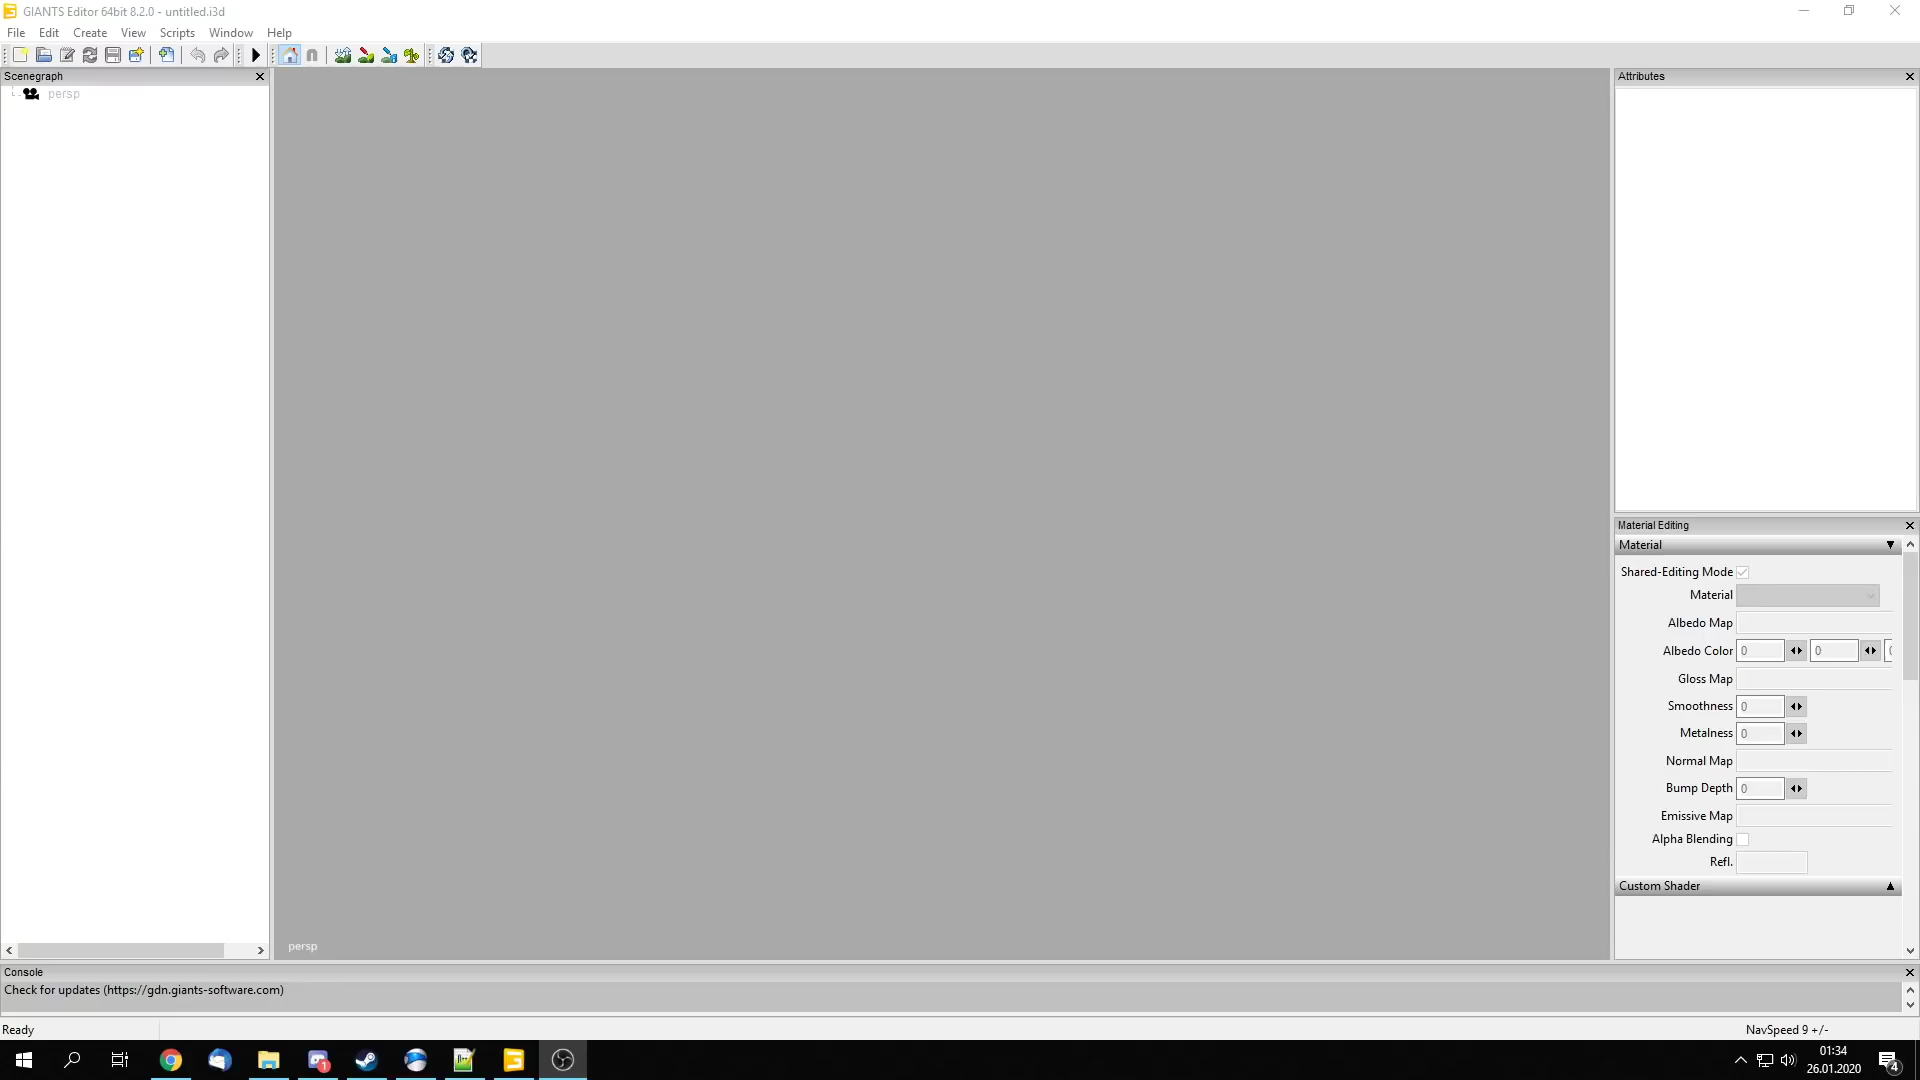 GIANTS Editor 64bit 8.2.0 - untitled.i3d
File Edit Create View Scripts Window Help
Scenegraph
persp
persp
Attributes
Material Editing
Material
Shared-Editing Mode
Material
Albedo Map
Albedo Color 0 0
Gloss Map
Smoothness 0
Metalness 0
Normal Map
Bump Depth 0
Emissive Map
Alpha Blending
Refl.
Custom Shader
Console
Check for updates (https://gdn.giants-software.com)
Ready
NavSpeed 9 +/-
1
01:34
26.01.2020
4